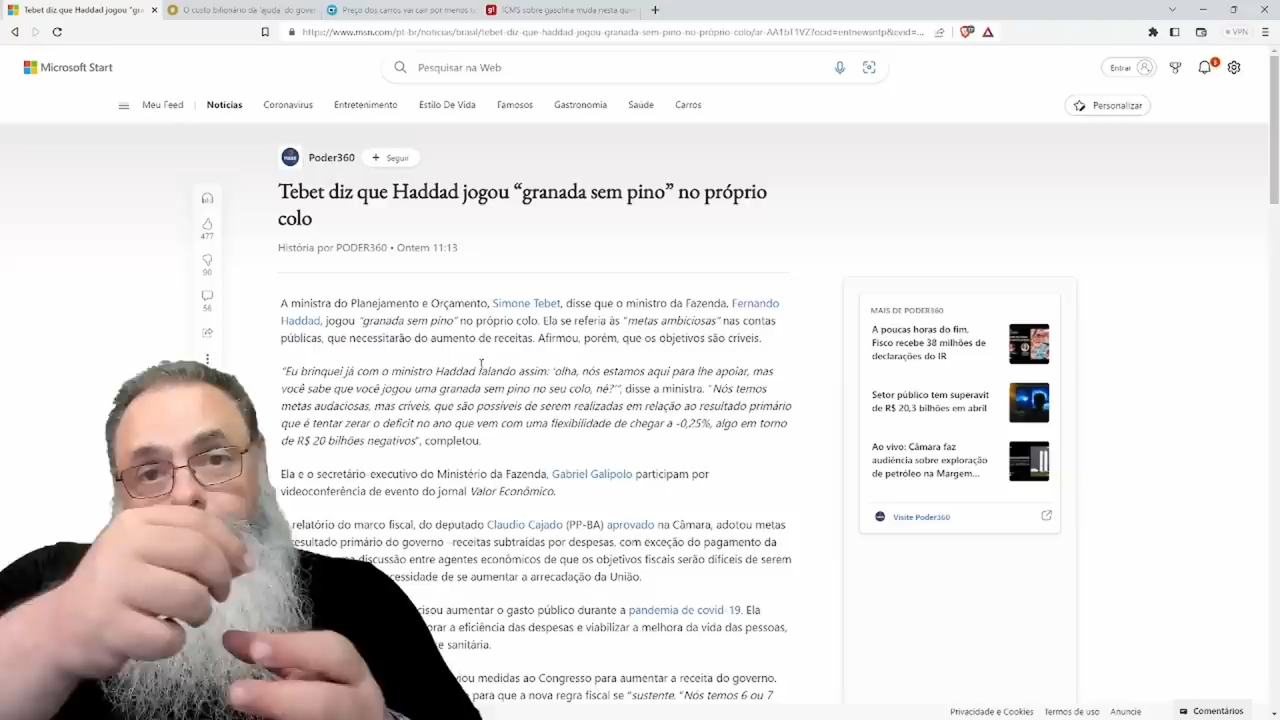 Tebet diz que Haddad jogou "gra
O custo bilionário da 'ajuda' do gover
Preço dos carros vai cair por menos t
ICMS sobre gasolina muda nesta qu
https://www.msn.com/pt-br/noticias/brasil/tebet-diz-que-haddad-jogou-granada-sem-pino-no-próprio-colo/ar-AA1bT1VZ?ocid=entnewsntp&cvid=...
VPN
Microsoft Start
Pesquisar na Web
Entrar
8
Meu Feed
Notícias
Coronavírus
Entretenimento
Estilo De Vida
Famosos
Gastronomia
Saúde
Carros
Personalizar
Poder360
Seguir
Tebet diz que Haddad jogou “granada sem pino” no próprio
colo
História por PODER360 • Ontem 11:13
477
90
56
A ministra do Planejamento e Orçamento, Simone Tebet, disse que o ministro da Fazenda, Fernando
Haddad, jogou “granada sem pino” no próprio colo. Ela se referia às “metas ambiciosas” nas contas
públicas, que necessitarão do aumento de receitas. Afirmou, porém, que os objetivos são críveis.
“Eu brinquei já com o ministro Haddad falando assim: ‘olha, nós estamos aqui para lhe apoiar, mas
você sabe que você jogou uma granada sem pino no seu colo, né?’”, disse a ministra. “Nós temos
metas audaciosas, mas críveis, que são possíveis de serem realizadas em relação ao resultado primário
que é tentar zerar o deficit no ano que vem com uma flexibilidade de chegar a -0,25%, algo em torno
de R$ 20 bilhões negativos”, completou.
Ela e o secretário-executivo do Ministério da Fazenda, Gabriel Galípolo participam por
videoconferência de evento do jornal Valor Econômico.
relatório do marco fiscal, do deputado Claudio Cajado (PP-BA) aprovado na Câmara, adotou metas
resultado primário do governo –receitas subtraídas por despesas, com exceção do pagamento da
discussão entre agentes econômicos de que os objetivos fiscais serão difíceis de serem
cessidade de se aumentar a arrecadação da União.
cisou aumentar o gasto público durante a pandemia de covid-19. Ela
orar a eficiência das despesas e viabilizar a melhora da vida das pessoas,
e sanitária.
viou medidas ao Congresso para aumentar a receita do governo.
para que a nova regra fiscal se “sustente. “Nós temos 6 ou 7
MAIS DE PODER360
A poucas horas do fim,
Fisco recebe 38 milhões de
declarações do IR
Setor público tem superavit
de R$ 20,3 bilhões em abril
Ao vivo: Câmara faz
audiência sobre exploração
de petróleo na Margem...
Visite Poder360
Privacidade e Cookies
Termos de uso
Anuncie
Comentários